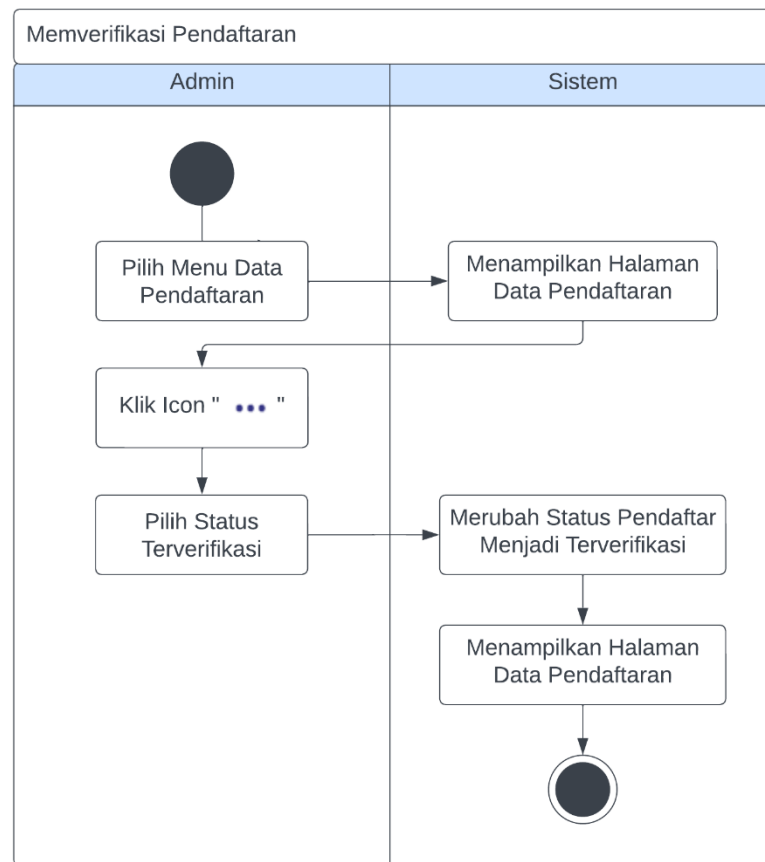 Memverifikasi Pendaftaran
Admin
Sistem
Pilih Menu Data
Pendaftaran
Menampilkan Halaman
Data Pendaftaran
Klik Icon " ••• "
Pilih Status
Terverifikasi
Merubah Status Pendaftar
Menjadi Terverifikasi
Menampilkan Halaman
Data Pendaftaran